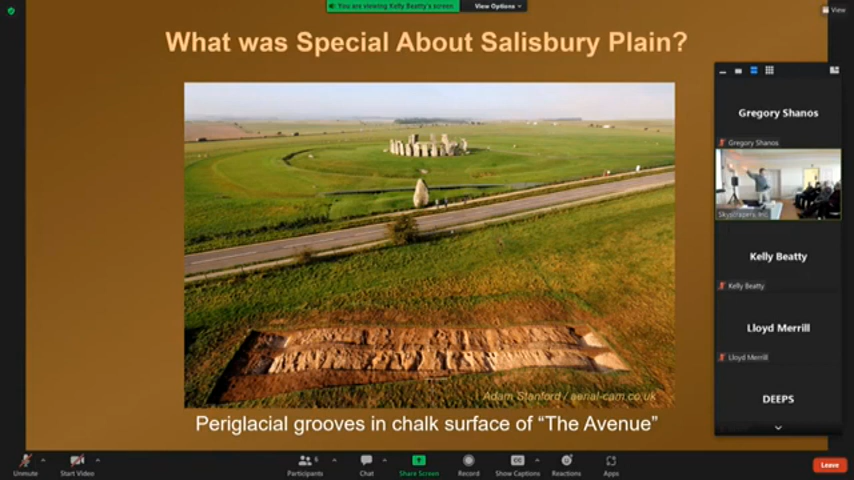 You are viewing Kelly Beatty's screen
View Options
View
What was Special About Salisbury Plain?
Adam Stanford / aerial-cam.co.uk
Periglacial grooves in chalk surface of “The Avenue”
Gregory Shanos
Gregory Shanos
Skyscrapers, Inc.
Kelly Beatty
Kelly Beatty
Lloyd Merrill
Lloyd Merrill
DEEPS
Unmute
Start Video
Participants
6
Chat
Share Screen
Record
Show Captions
Reactions
Apps
Leave